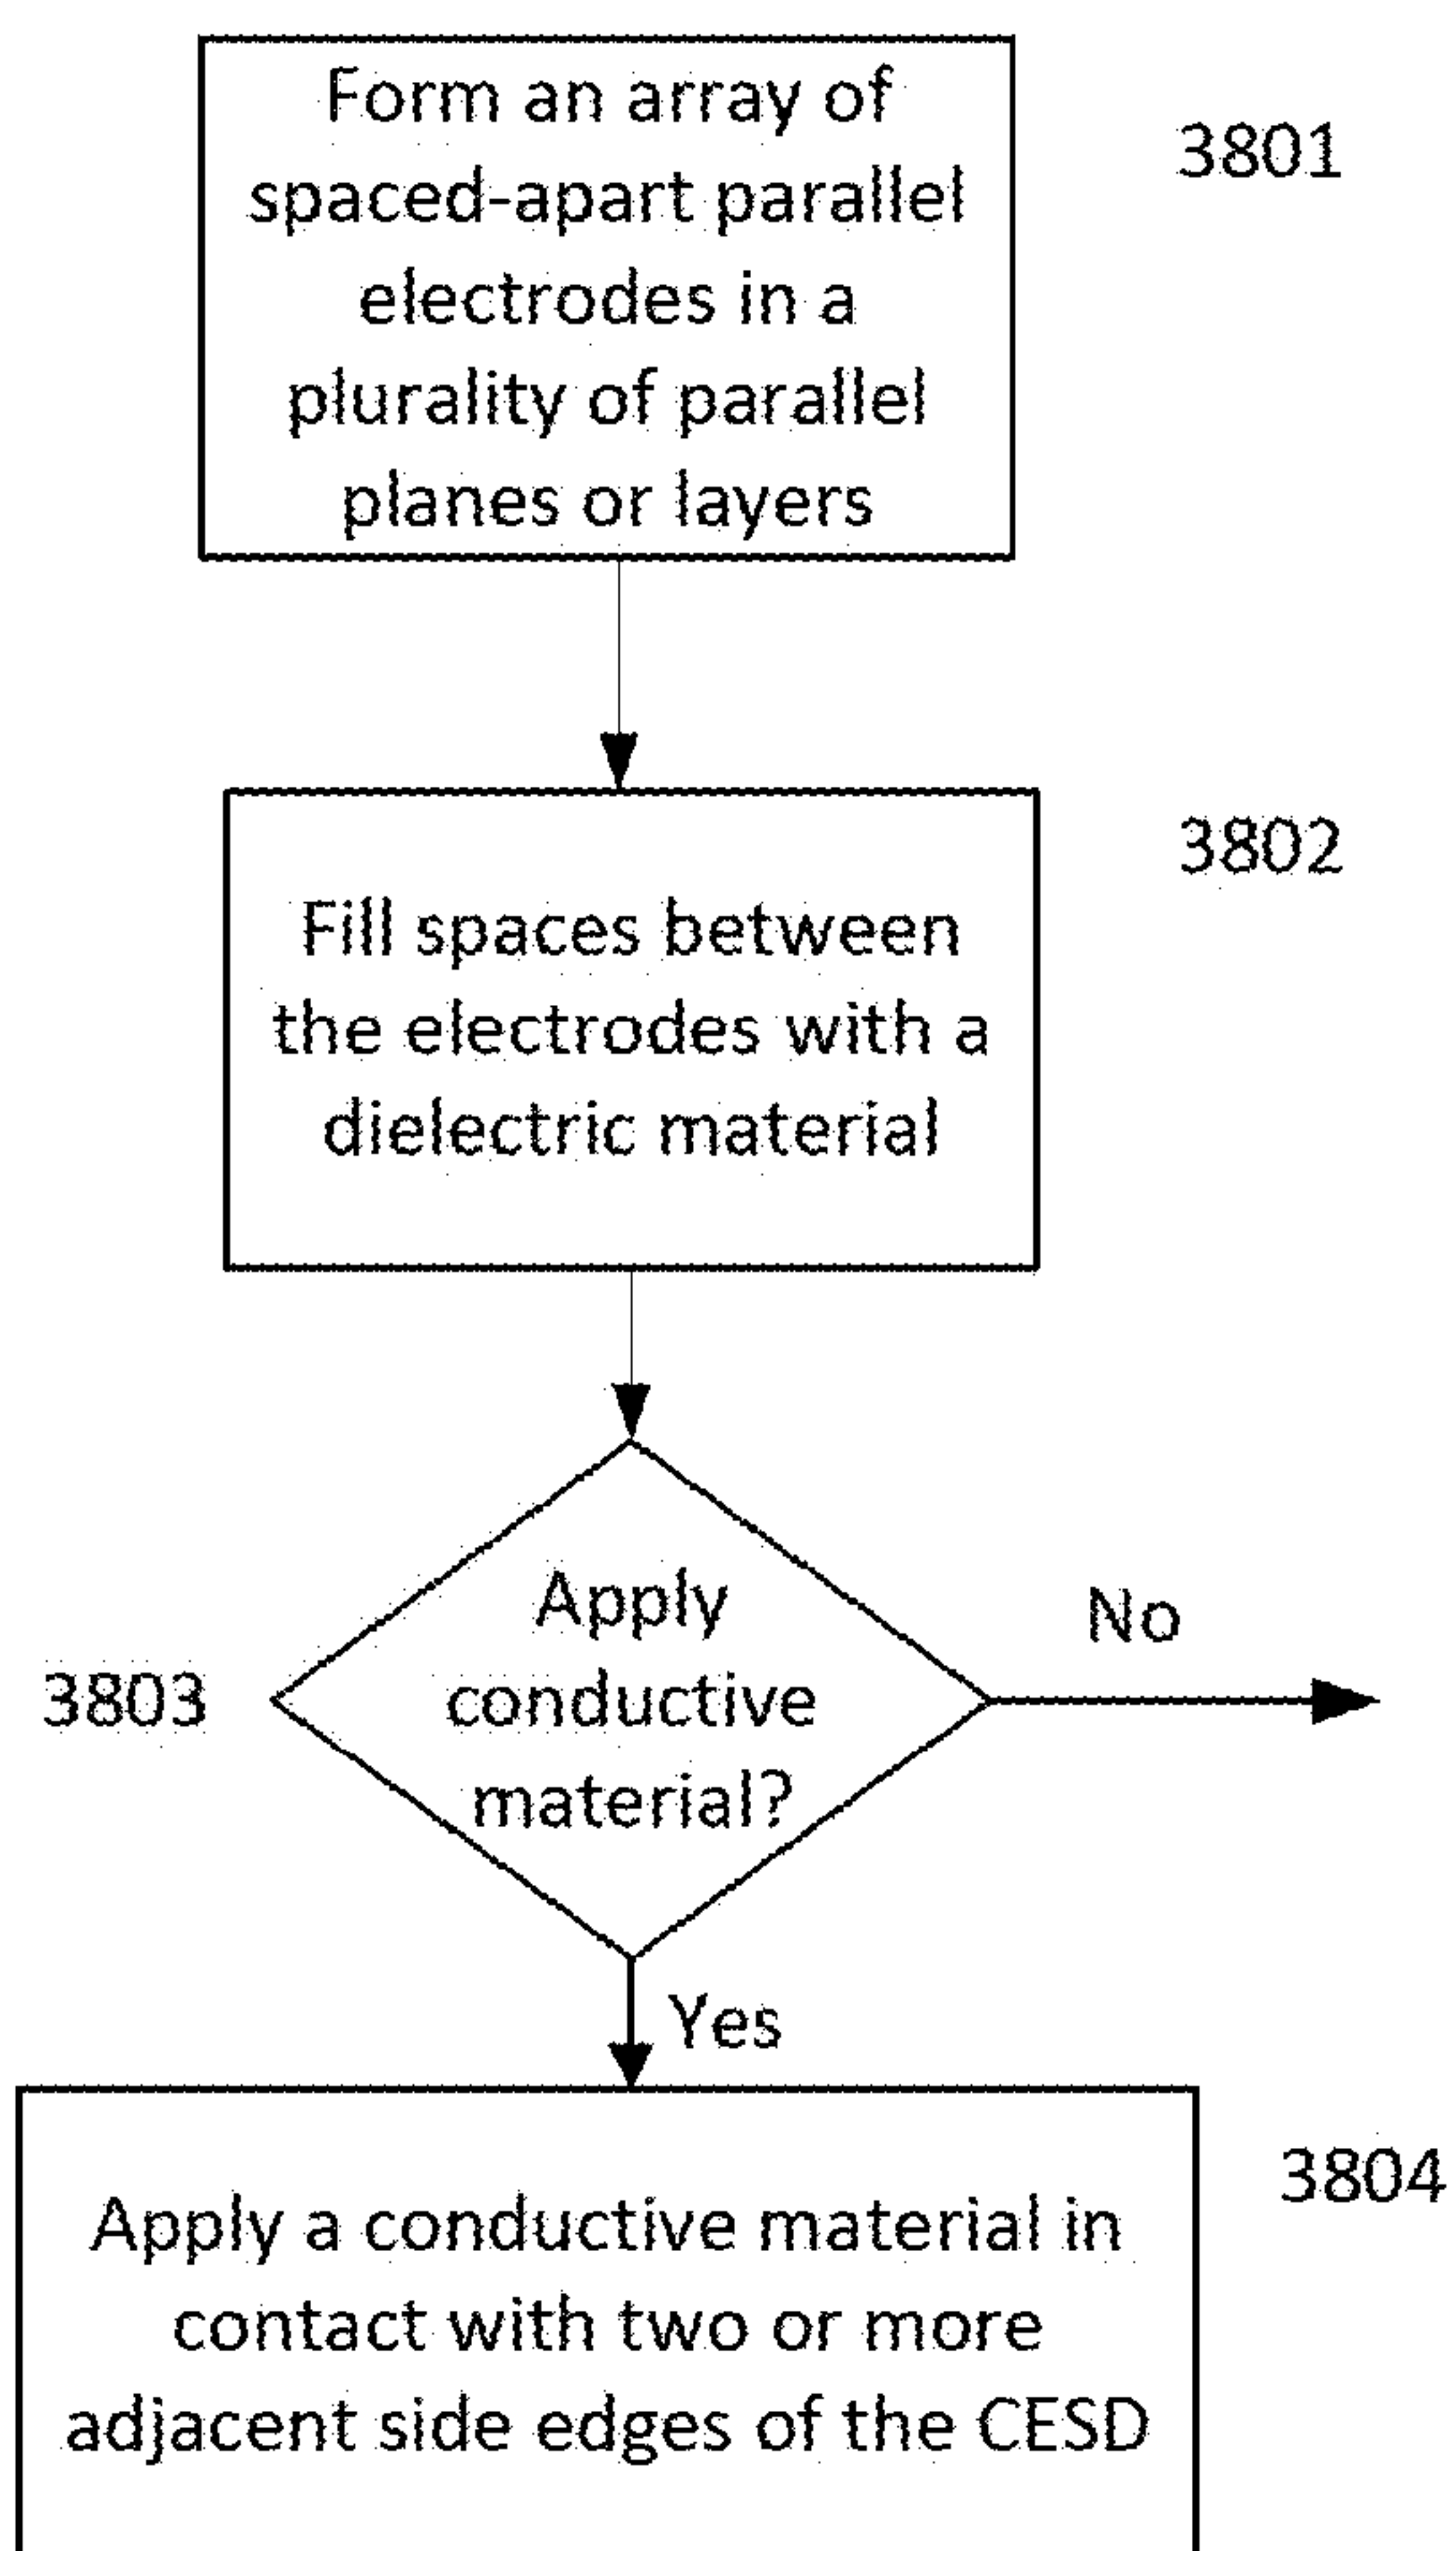 Form an array of
spaced-apart parallel
electrodes in a
plurality of parallel
planes or layers
3801
Fill spaces between
the electrodes with a
dielectric material
3802
Apply
conductive
material?
3803
No
Yes
Apply a conductive material in
contact with two or more
adjacent side edges of the CESD
3804